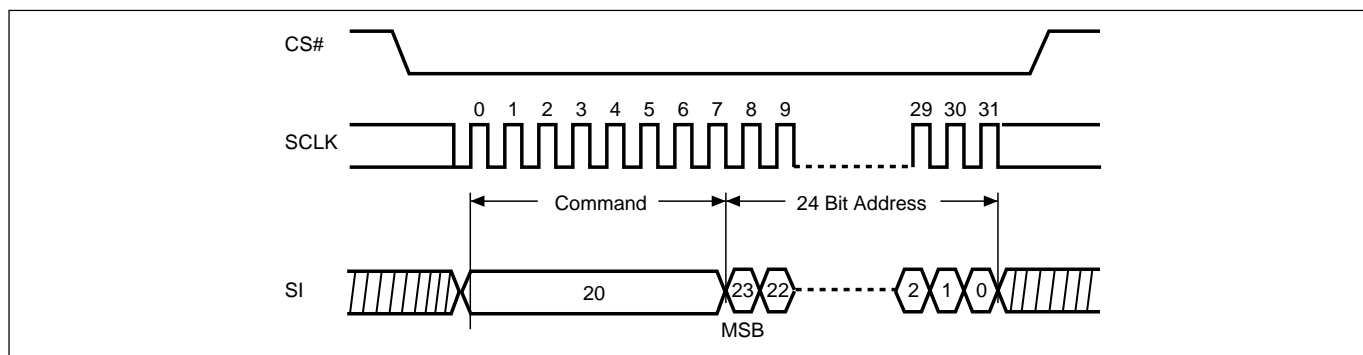 CS#
0 1 2 3 4 5 6 7 8 9 29 30 31
SCLK
Command 24 Bit Address
SI 20 23 22 2 1 0
MSB